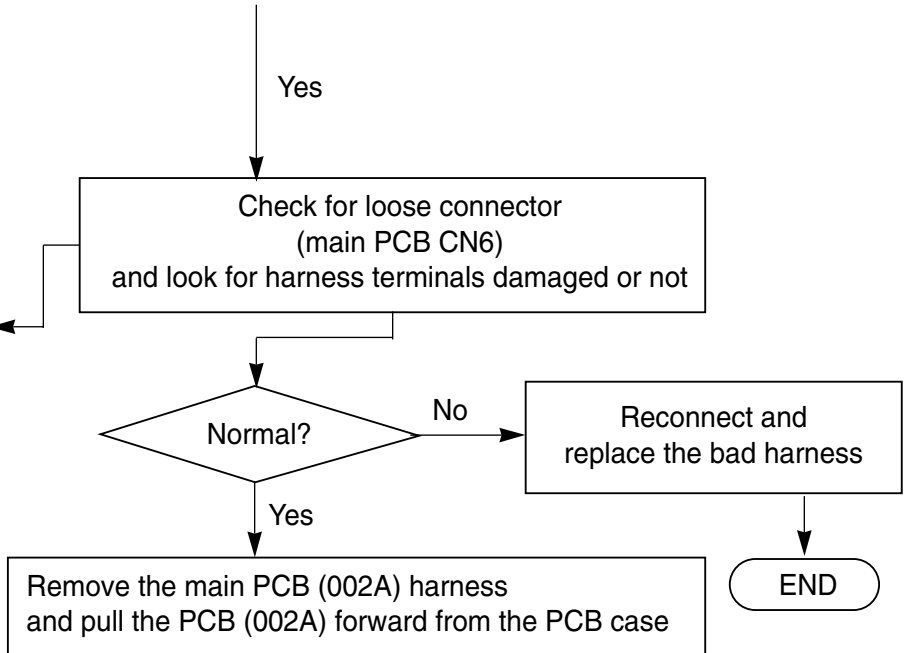 Yes
Check for loose connector
(main PCB CN6)
and look for harness terminals damaged or not
Normal?
No
Reconnect and
replace the bad harness
Yes
END
Remove the main PCB (002A) harness
and pull the PCB (002A) forward from the PCB case